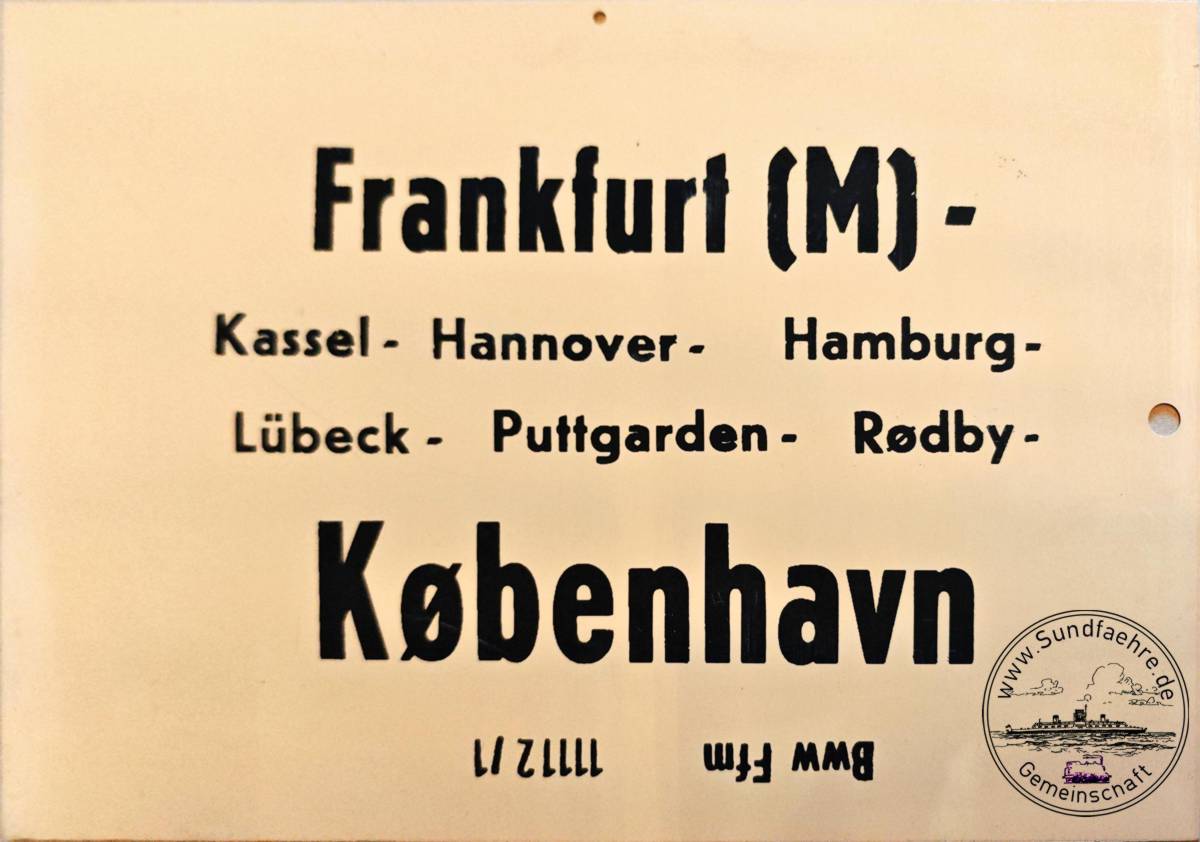 Frankfurt (M) -
Kassel - Hannover - Hamburg -
Lübeck - Puttgarden - Rødby -
København
Bww Ffm 11112/1
www.Sundfaehre.de
Gemeinschaft